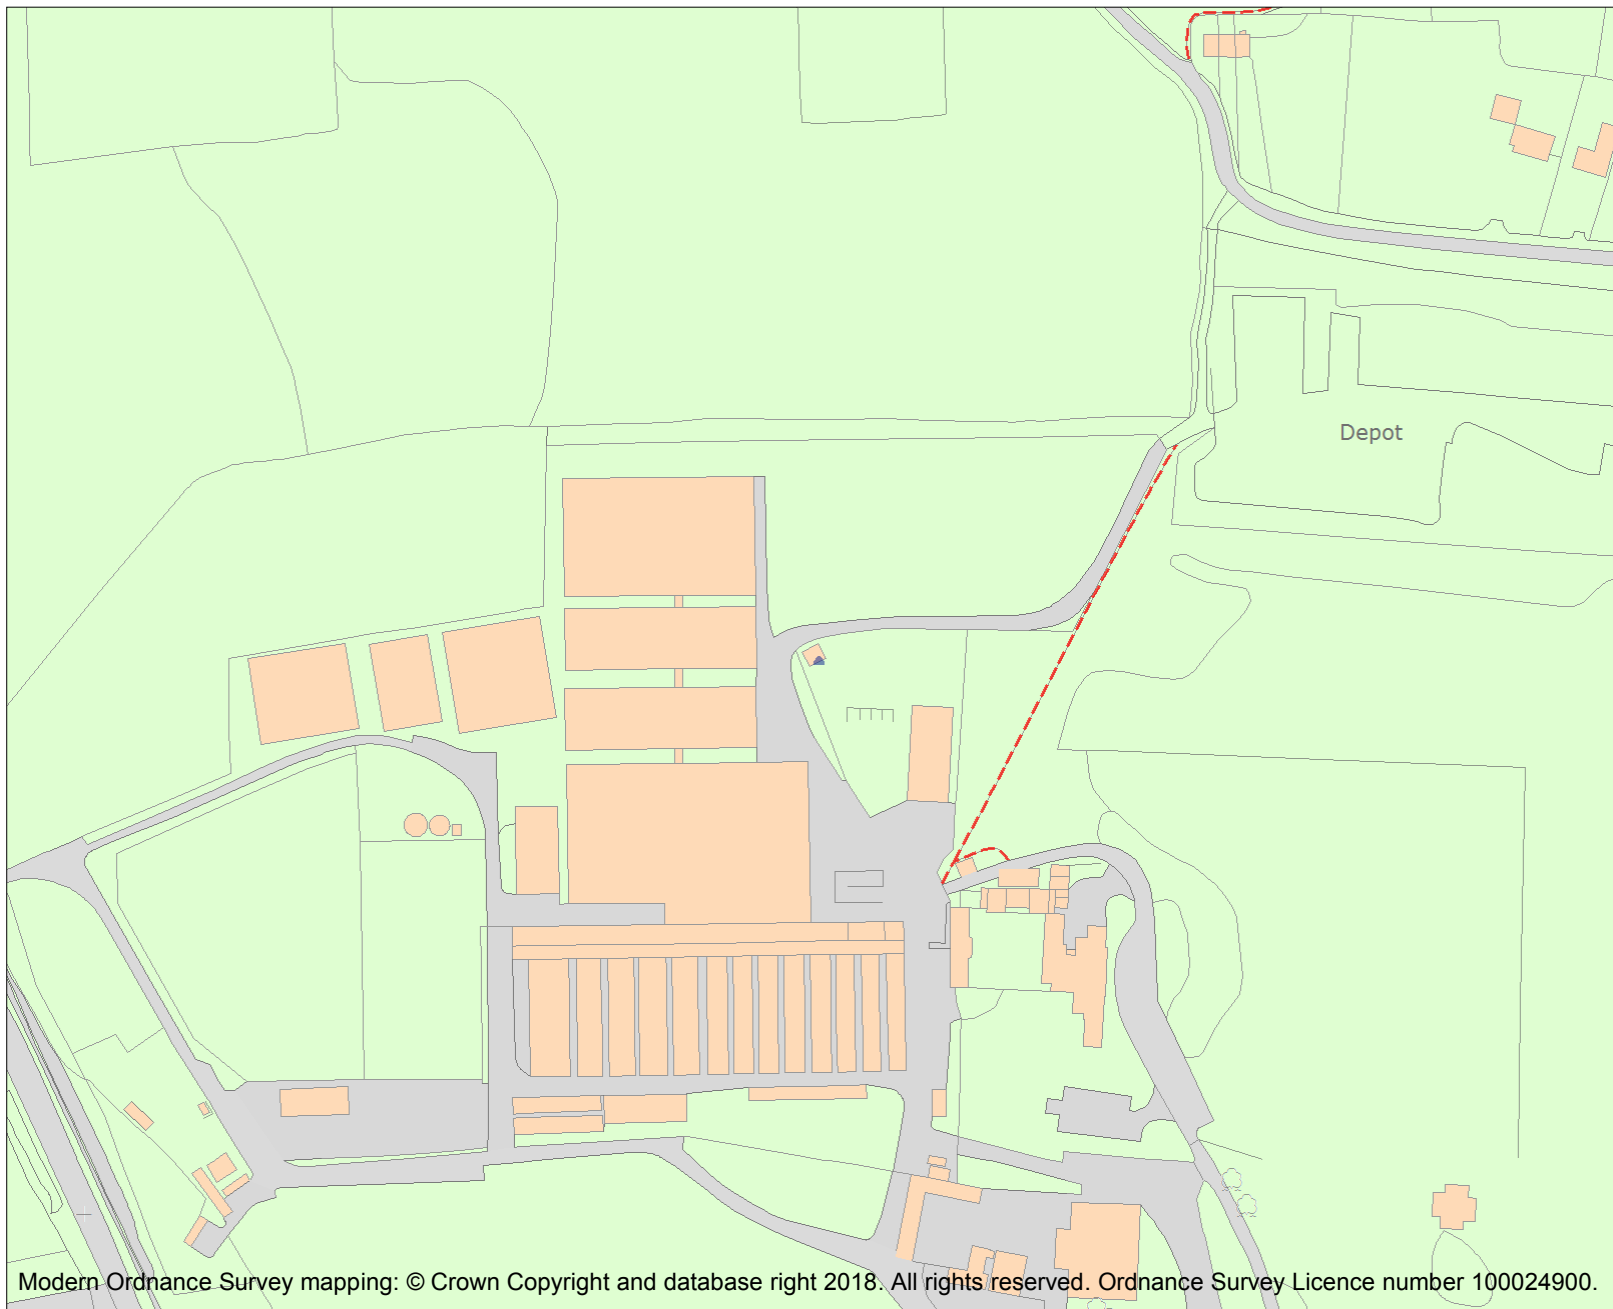 Depot
Modern Ordnance Survey mapping: © Crown Copyright and database right 2018. All rights reserved. Ordnance Survey Licence number 100024900.